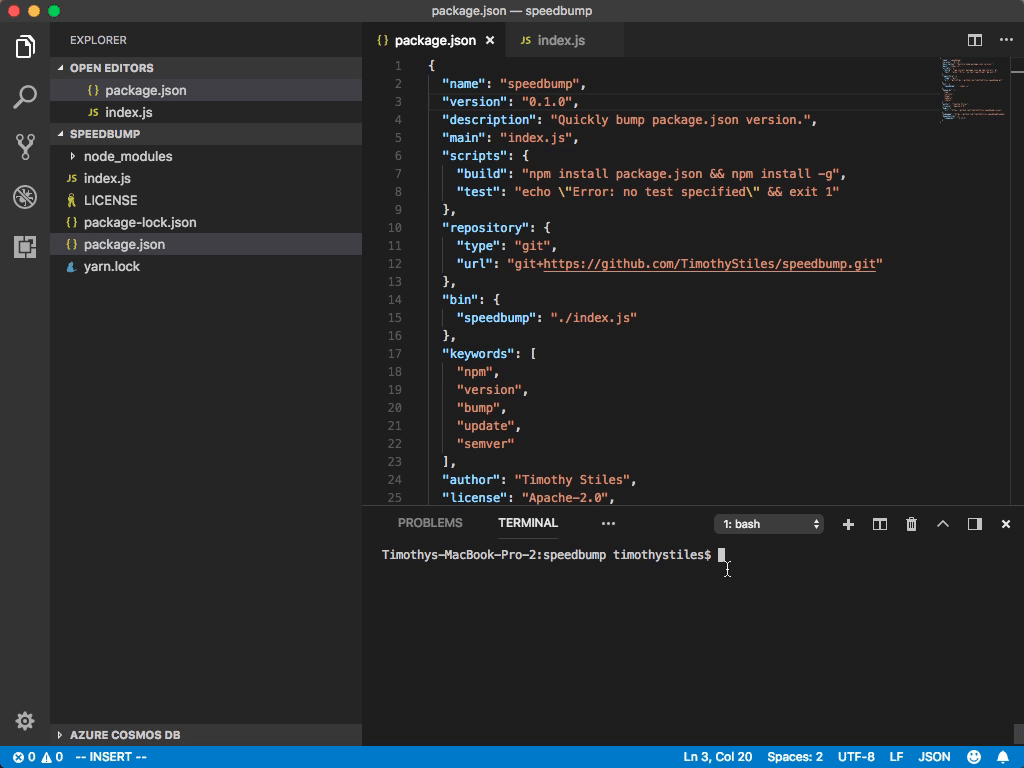 package.json — speedbump
EXPLORER
OPEN EDITORS
{} package.json
JS index.js
SPEEDBUMP
node_modules
JS index.js
LICENSE
{} package-lock.json
{} package.json
yarn.lock
AZURE COSMOS DB
{} package.json × JS index.js
1 {
2 "name": "speedbump",
3 "version": "0.1.0",
4 "description": "Quickly bump package.json version.",
5 "main": "index.js",
6 "scripts": {
7 "build": "npm install package.json && npm install -g",
8 "test": "echo \"Error: no test specified\" && exit 1"
9 },
10 "repository": {
11 "type": "git",
12 "url": "git+https://github.com/TimothyStiles/speedbump.git"
13 },
14 "bin": {
15 "speedbump": "./index.js"
16 },
17 "keywords": [
18 "npm",
19 "version",
20 "bump",
21 "update",
22 "semver"
23 ],
24 "author": "Timothy Stiles",
25 "license": "Apache-2.0",
PROBLEMS TERMINAL ••• 1: bash
Timothys-MacBook-Pro-2:speedbump timothystiles$
0 0 -- INSERT -- Ln 3, Col 20 Spaces: 2 UTF-8 LF JSON